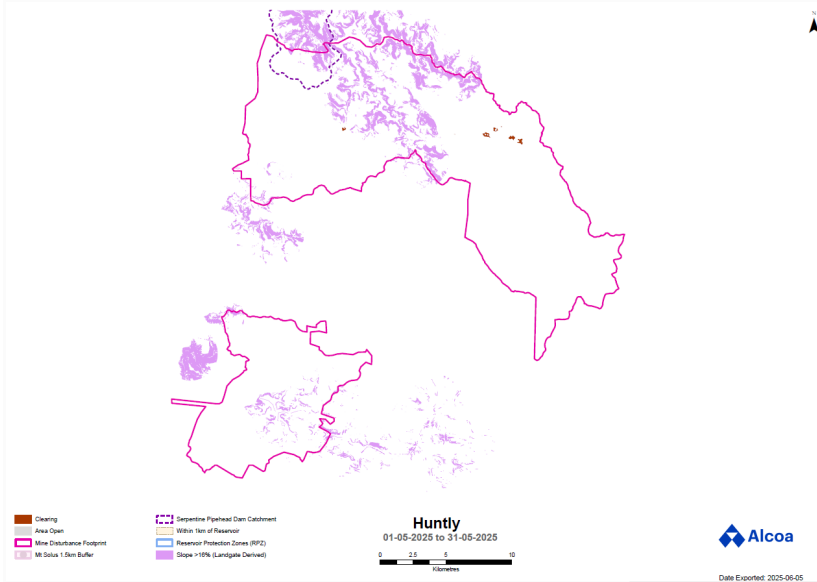 N
Clearing
Area Open
Mine Disturbance Footprint
Mt Solus 1.5km Buffer
Serpentine Pipehead Dam Catchment
Within 1km of Reservoir
Reservoir Protection Zones (RPZ)
Slope >16% (Landgate Derived)
Huntly
01-05-2025 to 31-05-2025
0 2.5 5 10
Kilometres
Alcoa
Date Exported: 2025-06-05